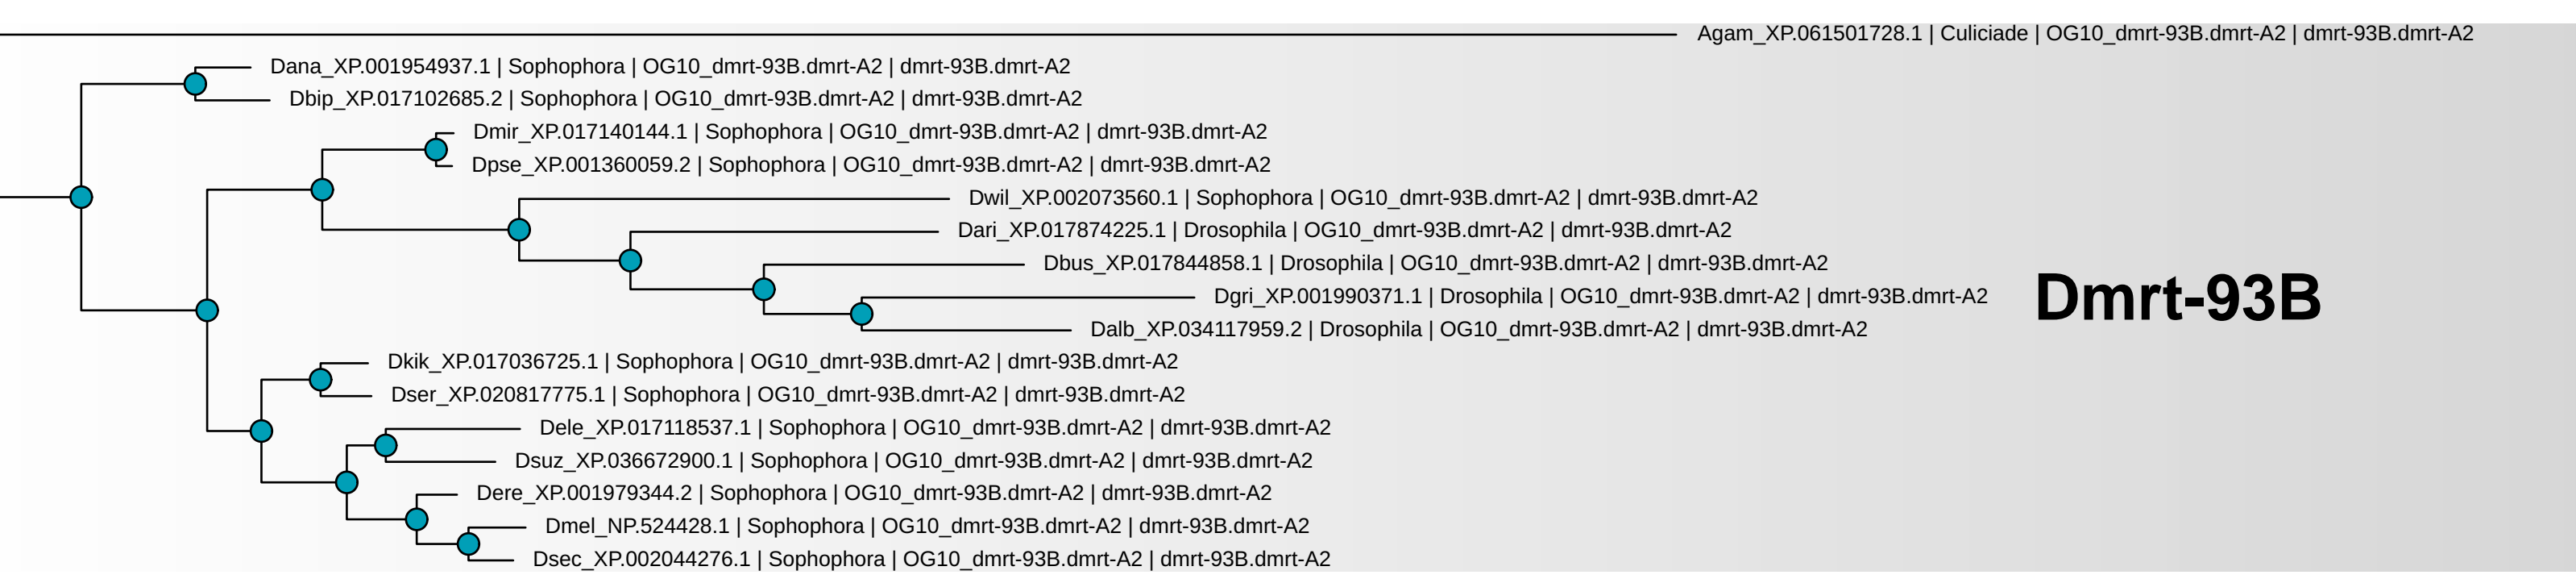 Agam_XP.061501728.1 | Culiciade | OG10_dmrt-93B.dmrt-A2 | dmrt-93B.dmrt-A2
Dana_XP.001954937.1 | Sophophora | OG10_dmrt-93B.dmrt-A2 | dmrt-93B.dmrt-A2
Dbip_XP.017102685.2 | Sophophora | OG10_dmrt-93B.dmrt-A2 | dmrt-93B.dmrt-A2
Dmir_XP.017140144.1 | Sophophora | OG10_dmrt-93B.dmrt-A2 | dmrt-93B.dmrt-A2
Dpse_XP.001360059.2 | Sophophora | OG10_dmrt-93B.dmrt-A2 | dmrt-93B.dmrt-A2
Dwil_XP.002073560.1 | Sophophora | OG10_dmrt-93B.dmrt-A2 | dmrt-93B.dmrt-A2
Dari_XP.017874225.1 | Drosophila | OG10_dmrt-93B.dmrt-A2 | dmrt-93B.dmrt-A2
Dbus_XP.017844858.1 | Drosophila | OG10_dmrt-93B.dmrt-A2 | dmrt-93B.dmrt-A2
Dgri_XP.001990371.1 | Drosophila | OG10_dmrt-93B.dmrt-A2 | dmrt-93B.dmrt-A2
Dmrt-93B
Dalb_XP.034117959.2 | Drosophila | OG10_dmrt-93B.dmrt-A2 | dmrt-93B.dmrt-A2
Dkik_XP.017036725.1 | Sophophora | OG10_dmrt-93B.dmrt-A2 | dmrt-93B.dmrt-A2
Dser_XP.020817775.1 | Sophophora | OG10_dmrt-93B.dmrt-A2 | dmrt-93B.dmrt-A2
Dele_XP.017118537.1 | Sophophora | OG10_dmrt-93B.dmrt-A2 | dmrt-93B.dmrt-A2
Dsuz_XP.036672900.1 | Sophophora | OG10_dmrt-93B.dmrt-A2 | dmrt-93B.dmrt-A2
Dere_XP.001979344.2 | Sophophora | OG10_dmrt-93B.dmrt-A2 | dmrt-93B.dmrt-A2
Dmel_NP.524428.1 | Sophophora | OG10_dmrt-93B.dmrt-A2 | dmrt-93B.dmrt-A2
Dsec_XP.002044276.1 | Sophophora | OG10_dmrt-93B.dmrt-A2 | dmrt-93B.dmrt-A2